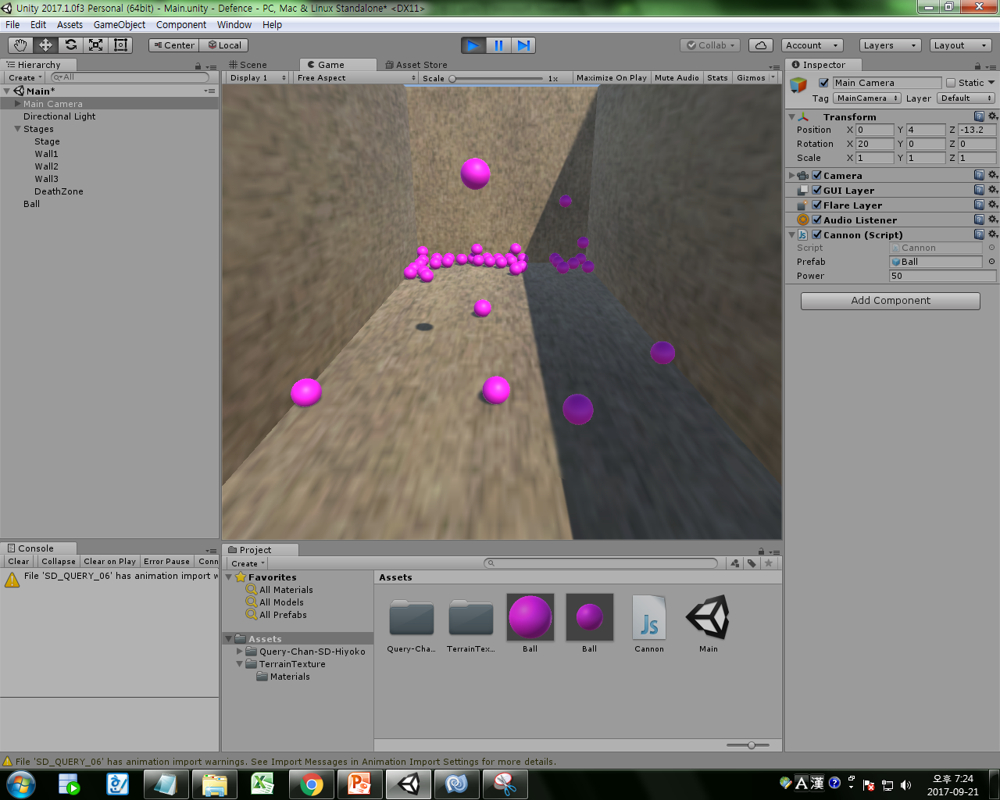 Unity 2017.1.0f3 Personal (64bit) - Main.unity - Defence - PC, Mac & Linux Standalone* <DX11>
File Edit Assets GameObject Component Window Help
Center Local Collab Account Layers Layout
Hierarchy
Create All
Main*
Main Camera
Directional Light
Stages
Stage
Wall1
Wall2
Wall3
DeathZone
Ball
Scene Game Asset Store
Display 1 Free Aspect Scale 1x Maximize On Play Mute Audio Stats Gizmos
Inspector
Main Camera Static
Tag MainCamera Layer Default
Transform
Position X 0 Y 4 Z -13.2
Rotation X 20 Y 0 Z 0
Scale X 1 Y 1 Z 1
Camera
GUI Layer
Flare Layer
Audio Listener
Cannon (Script)
Script Cannon
Prefab Ball
Power 50
Add Component
Console
Clear Collapse Clear on Play Error Pause Conn
File 'SD_QUERY_06' has animation import w
Project
Create
Favorites
All Materials
All Models
All Prefabs
Assets
Query-Chan-SD-Hiyoko
TerrainTexture
Materials
Assets
Js
Query-Cha... TerrainTex... Ball Ball Cannon Main
File 'SD_QUERY_06' has animation import warnings. See Import Messages in Animation Import Settings for more details.
A 漢
오후 7:24
2017-09-21